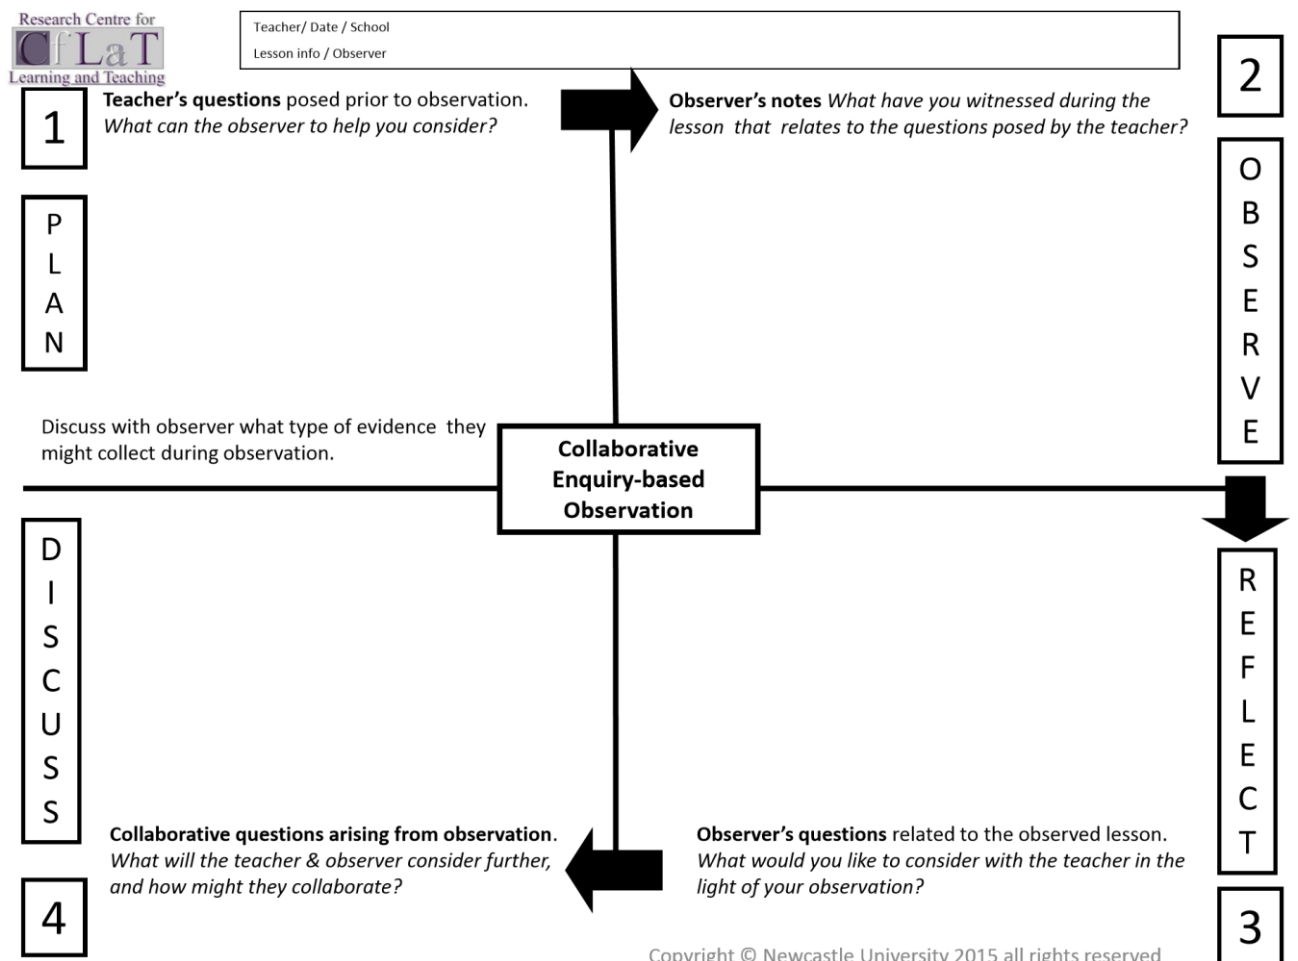 Research Centre for
CfLaT
Learning and Teaching
Teacher/ Date / School
Lesson info / Observer
1
PLAN
Teacher's questions posed prior to observation.
What can the observer to help you consider?
Discuss with observer what type of evidence they
might collect during observation.
Observer's notes What have you witnessed during the
lesson that relates to the questions posed by the teacher?
2
OBSERVE
Collaborative
Enquiry-based
Observation
REFLECT
3
Observer's questions related to the observed lesson.
What would you like to consider with the teacher in the
light of your observation?
DISCUSS
4
Collaborative questions arising from observation.
What will the teacher & observer consider further,
and how might they collaborate?
Copyright © Newcastle University 2015 all rights reserved